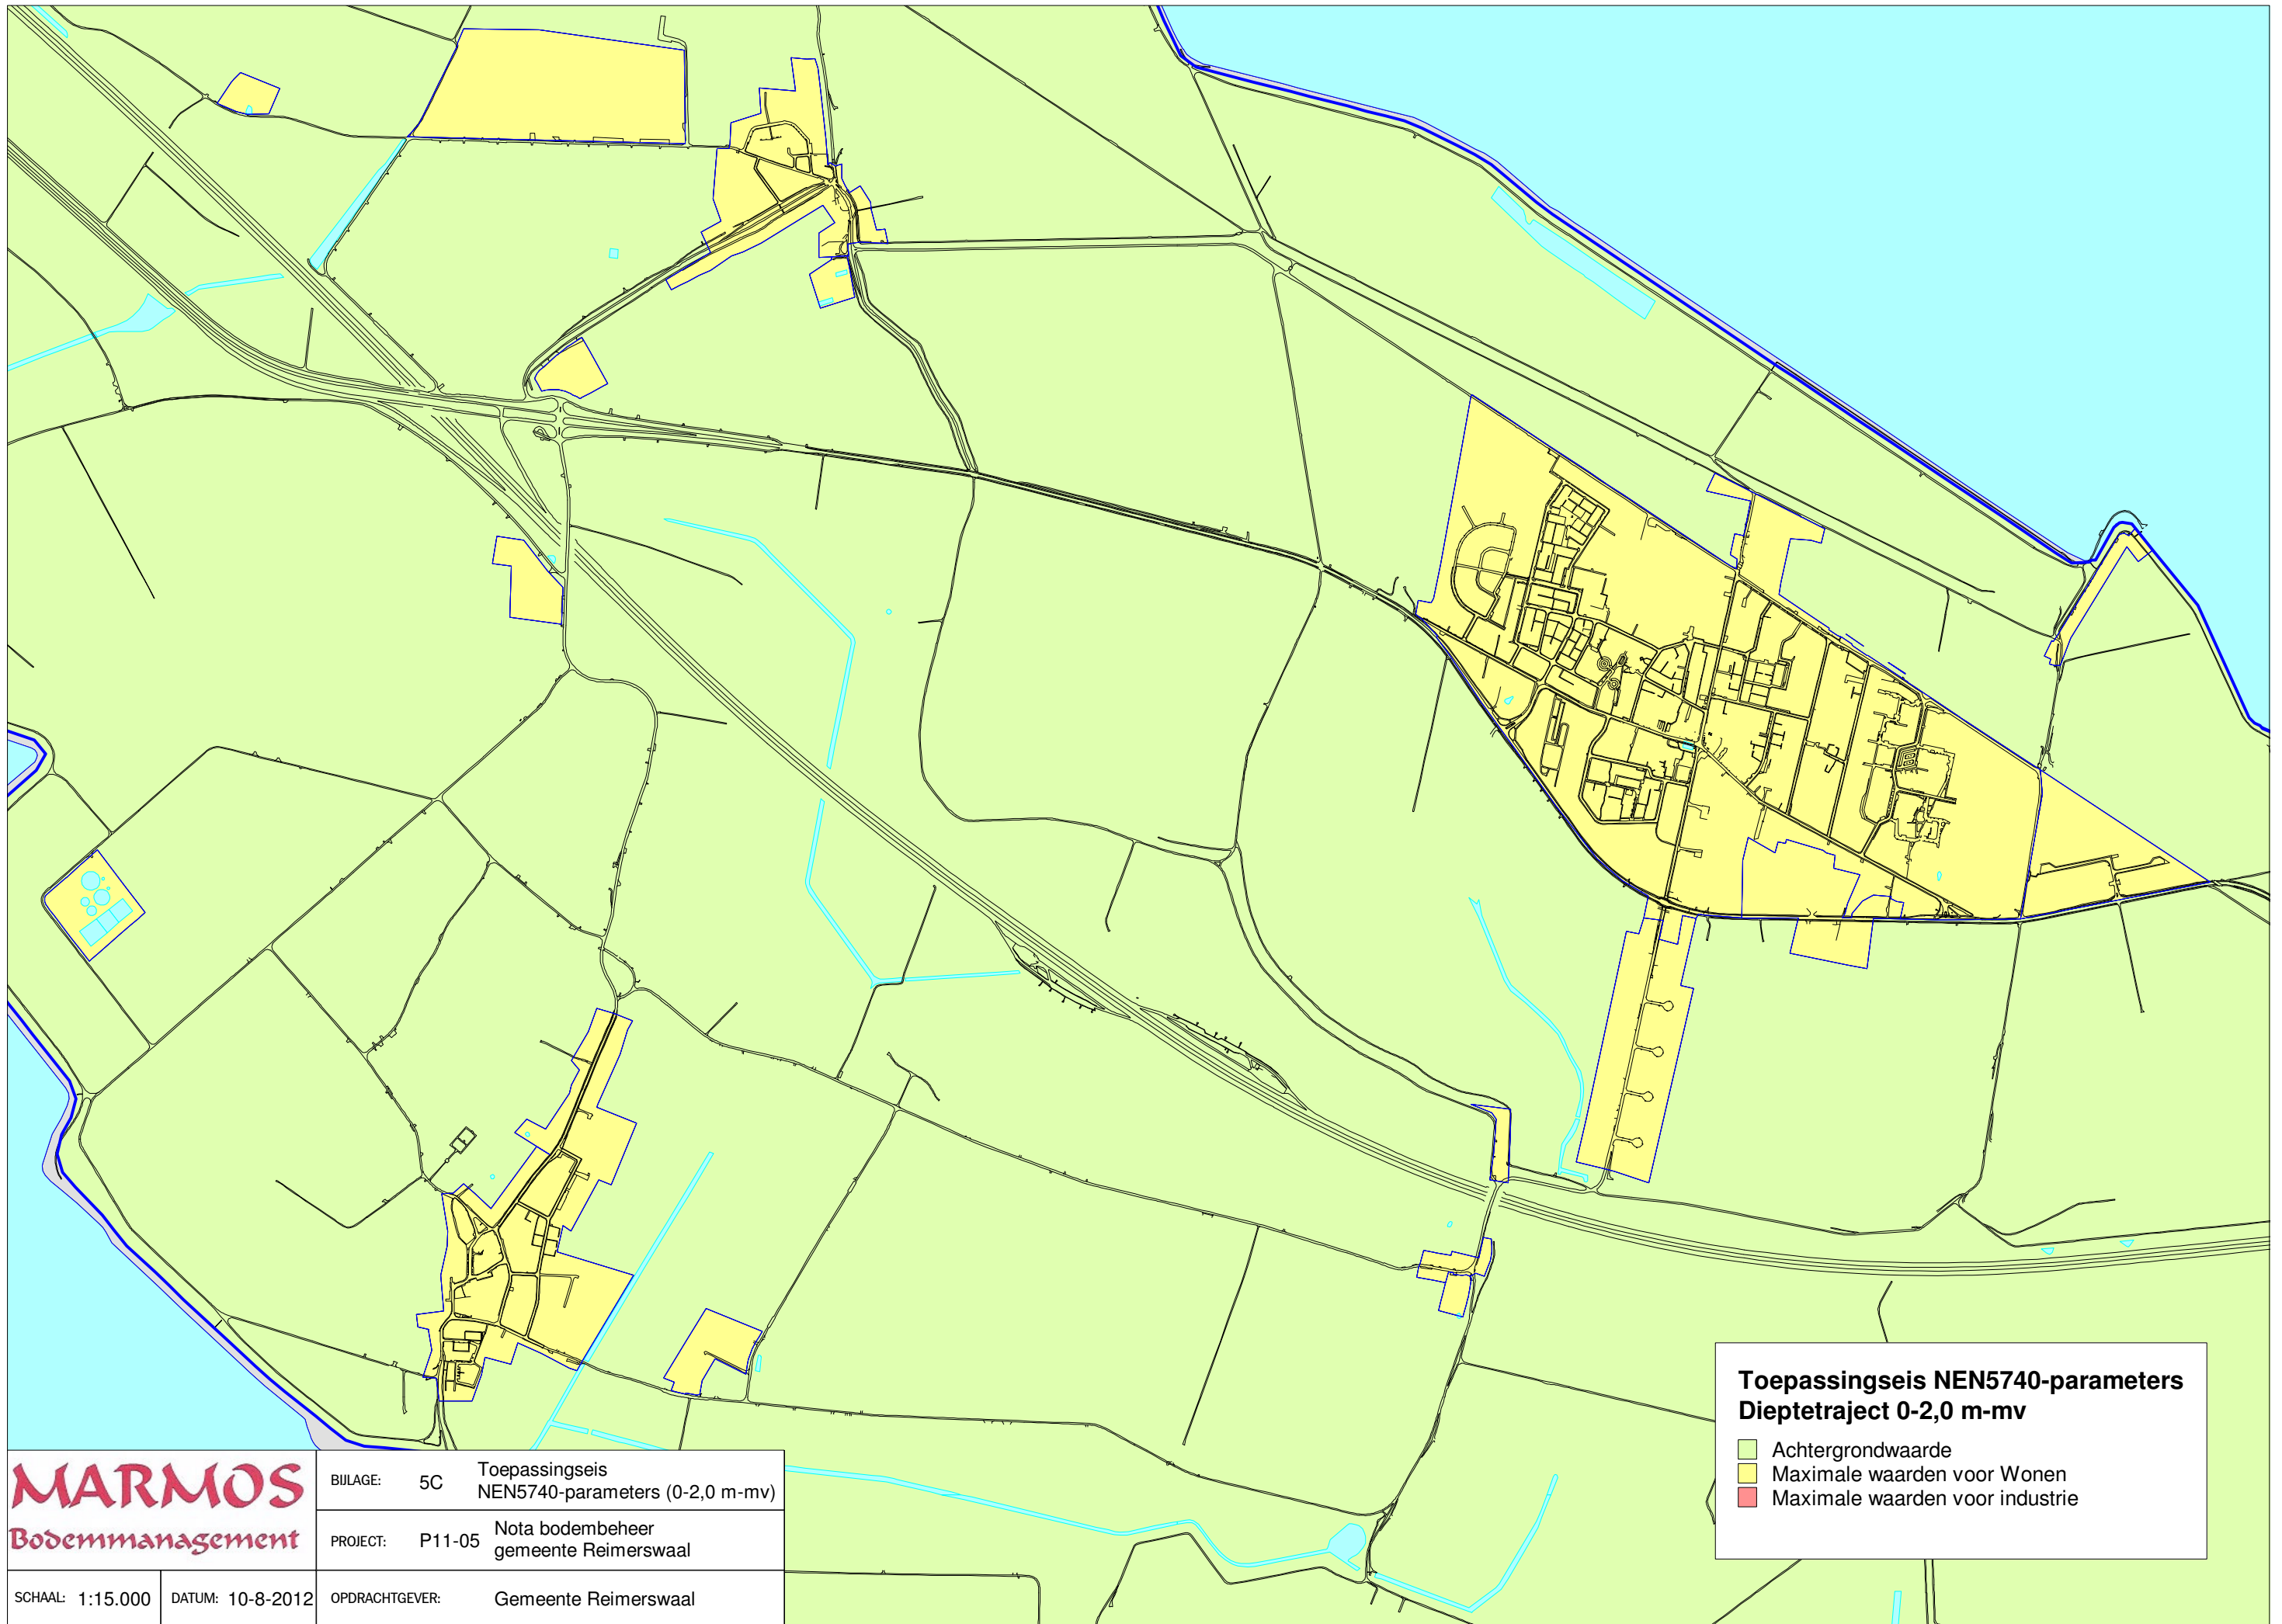 Toepassingseis NEN5740-parameters
Dieptetraject 0-2,0 m-mv
Achtergrondwaarde
Maximale waarden voor Wonen
Maximale waarden voor industrie
MARMOS
Bodemmanagement
BIJLAGE: 5C Toepassingseis
NEN5740-parameters (0-2,0 m-mv)
PROJECT: P11-05 Nota bodembeheer
gemeente Reimerswaal
SCHAAL: 1:15.000 DATUM: 10-8-2012 OPDRACHTGEVER: Gemeente Reimerswaal